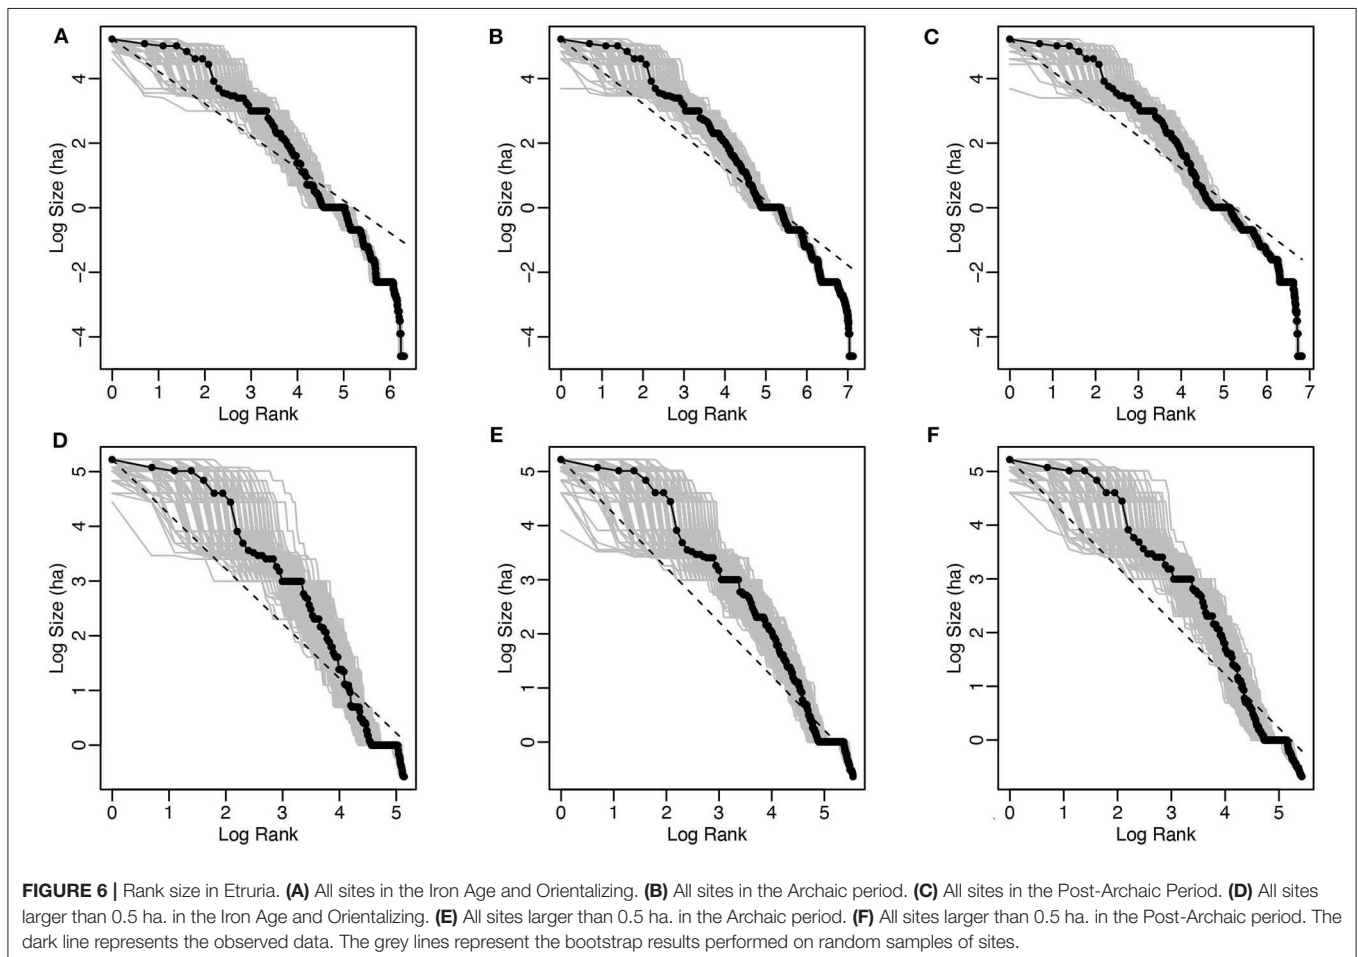 A
B
C
4
2
0
-2
-4
Log Size (ha)
0 1 2 3 4 5 6
Log Rank
4
2
0
-2
-4
Log Size (ha)
0 1 2 3 4 5 6 7
Log Rank
4
2
0
-2
-4
Log Size (ha)
0 1 2 3 4 5 6 7
Log Rank
D
E
F
5
4
3
2
1
0
Log Size (ha)
0 1 2 3 4 5
Log Rank
5
4
3
2
1
0
Log Size (ha)
0 1 2 3 4 5
Log Rank
5
4
3
2
1
0
Log Size (ha)
0 1 2 3 4 5
Log Rank
FIGURE 6 | Rank size in Etruria. (A) All sites in the Iron Age and Orientalizing. (B) All sites in the Archaic period. (C) All sites in the Post-Archaic Period. (D) All sites
larger than 0.5 ha. in the Iron Age and Orientalizing. (E) All sites larger than 0.5 ha. in the Archaic period. (F) All sites larger than 0.5 ha. in the Post-Archaic period. The
dark line represents the observed data. The grey lines represent the bootstrap results performed on random samples of sites.